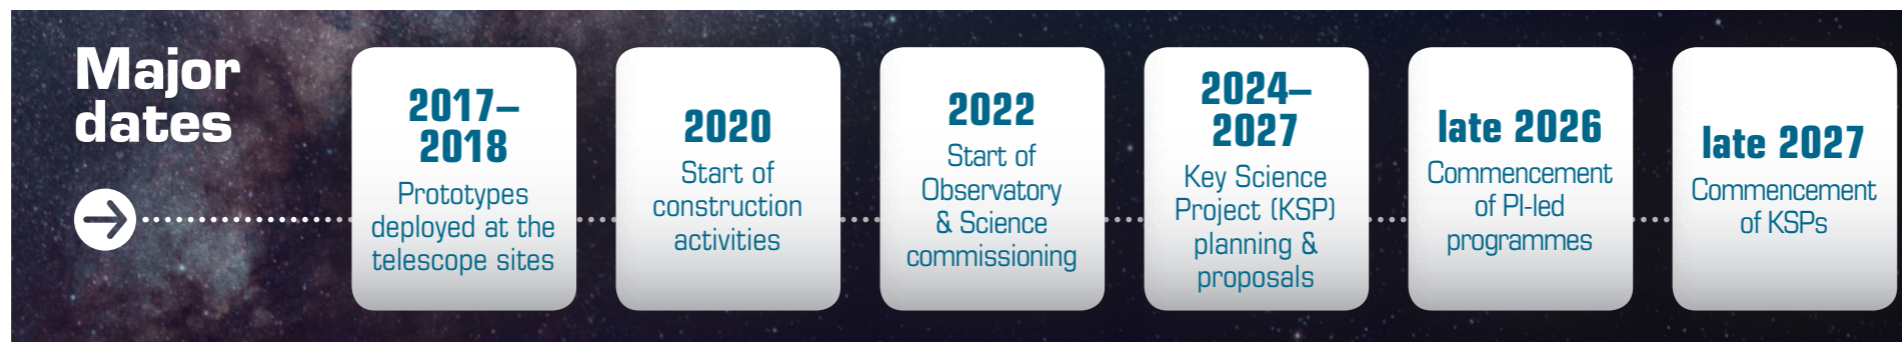 Major
dates
2017–
2018
Prototypes
deployed at the
telescope sites
2020
Start of
construction
activities
2022
Start of
Observatory
& Science
commissioning
2024–
2027
Key Science
Project (KSP)
planning &
proposals
late 2026
Commencement
of PI-led
programmes
late 2027
Commencement
of KSPs